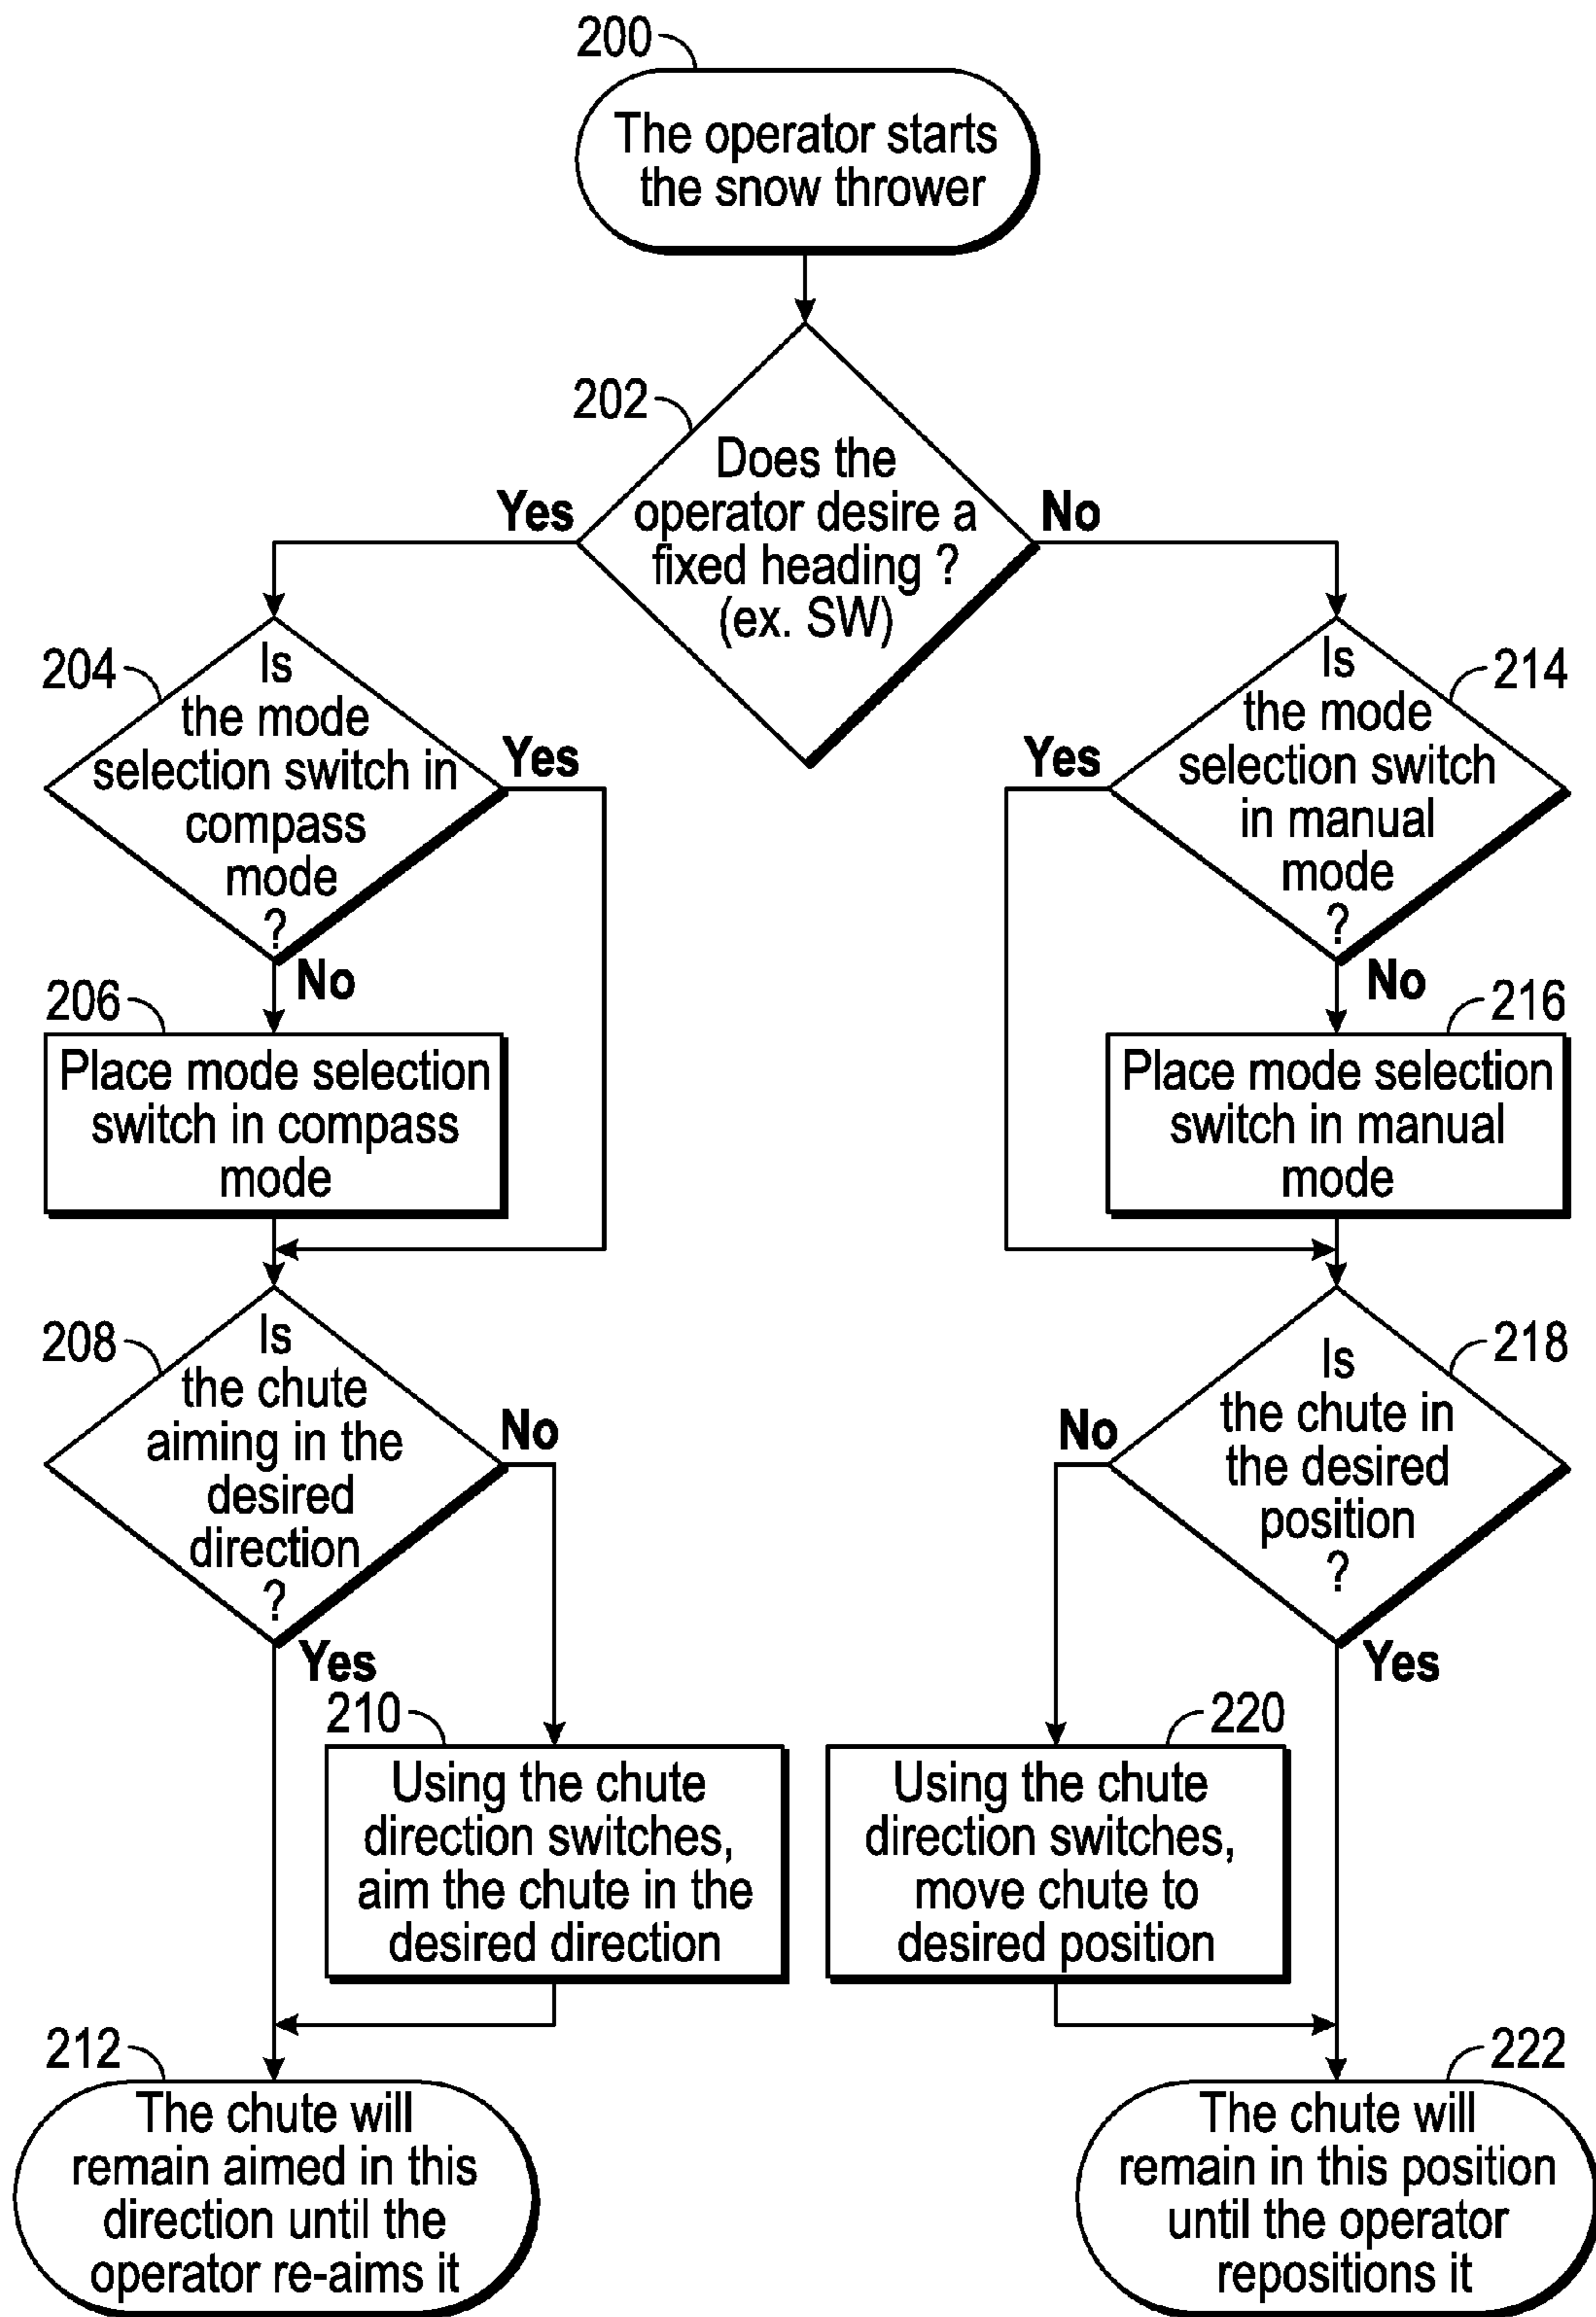 200
The operator starts
the snow thrower
202
Does the
operator desire a
fixed heading ?
(ex. SW)
Yes
No
204
Is
the mode
selection switch in
compass
mode
?
Yes
No
214
Is
the mode
selection switch
in manual
mode
?
Yes
No
206
Place mode selection
switch in compass
mode
216
Place mode selection
switch in manual
mode
208
Is
the chute
aiming in the
desired
direction
?
No
Yes
218
Is
the chute in
the desired
position
?
No
Yes
210
Using the chute
direction switches,
aim the chute in the
desired direction
220
Using the chute
direction switches,
move chute to
desired position
212
The chute will
remain aimed in this
direction until the
operator re-aims it
222
The chute will
remain in this position
until the operator
repositions it